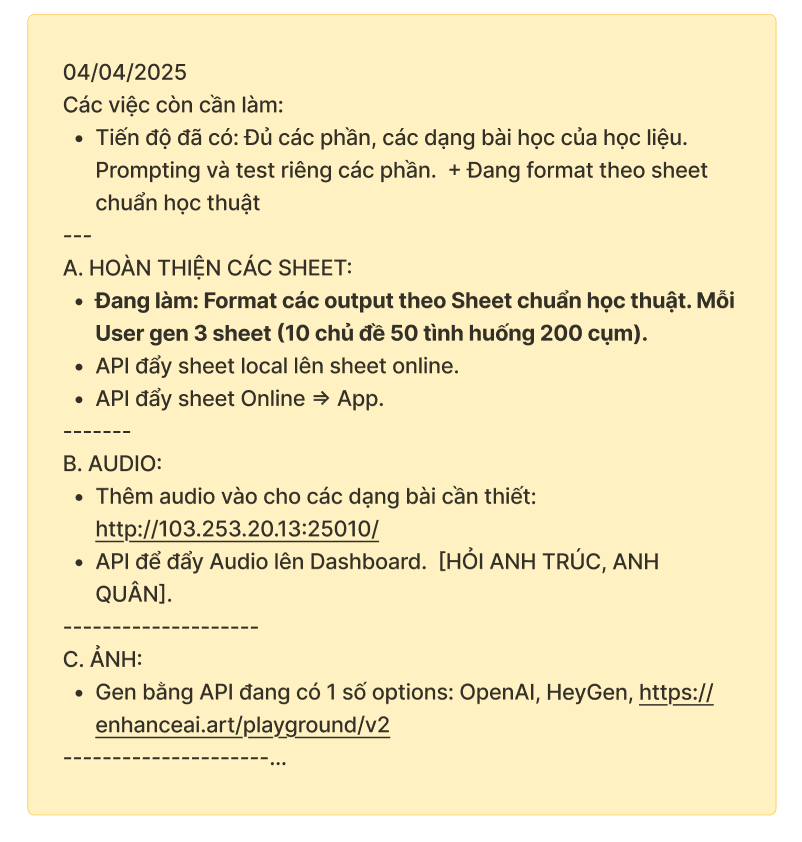 04/04/2025
Các việc còn cần làm:
• Tiến độ đã có: Đủ các phần, các dạng bài học của học liệu.
Prompting và test riêng các phần.  + Đang format theo sheet
chuẩn học thuật
---
A. HOÀN THIỆN CÁC SHEET:
• Đang làm: Format các output theo Sheet chuẩn học thuật. Mỗi
User gen 3 sheet (10 chủ đề 50 tình huống 200 cụm).
• API đẩy sheet local lên sheet online.
• API đẩy sheet Online => App.
-------
B. AUDIO:
• Thêm audio vào cho các dạng bài cần thiết:
http://103.253.20.13:25010/
• API để đẩy Audio lên Dashboard.  [HỎI ANH TRÚC, ANH
QUÂN].
--------------------
C. ẢNH:
• Gen bằng API đang có 1 số options: OpenAI, HeyGen, https://
enhanceai.art/playground/v2
---------------------...